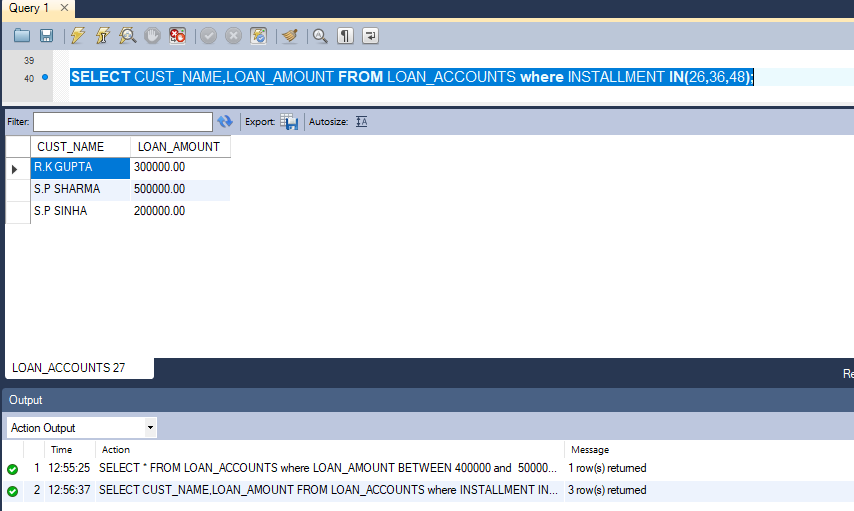 Query 1
39
40 SELECT CUST_NAME,LOAN_AMOUNT FROM LOAN_ACCOUNTS where INSTALLMENT IN(26,36,48);
Filter: Export: Autosize:
CUST_NAME LOAN_AMOUNT
R.K GUPTA 300000.00
S.P SHARMA 500000.00
S.P SINHA 200000.00
LOAN_ACCOUNTS 27
Re
Output
Action Output
Time Action Message
1 12:55:25 SELECT * FROM LOAN_ACCOUNTS where LOAN_AMOUNT BETWEEN 400000 and 50000... 1 row(s) returned
2 12:56:37 SELECT CUST_NAME,LOAN_AMOUNT FROM LOAN_ACCOUNTS where INSTALLMENT IN... 3 row(s) returned